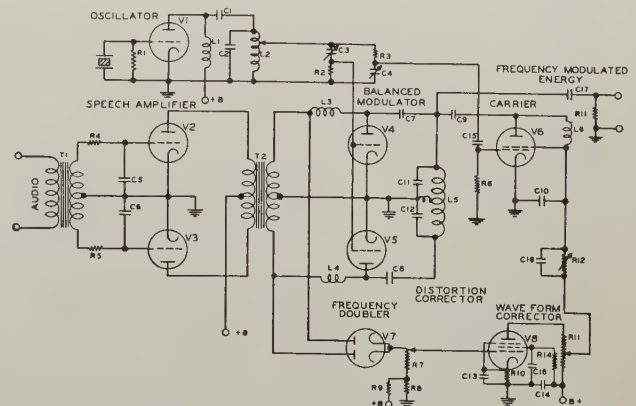 OSCILLATOR
V1
C1
R1
L1
C2
L2
C3
R2
R3
C4
+B
SPEECH AMPLIFIER
BALANCED
MODULATOR
FREQUENCY MODULATED
ENERGY
CARRIER
C17
R11
L3
V4
C7
C9
V6
L6
C15
R4
V2
T1
T2
C5
C6
AUDIO
R6
C10
C11
C12
L5
R5
V3
V5
L4
C8
C18
R12
+B
DISTORTION
CORRECTOR
FREQUENCY
DOUBLER
WAVE FORM
CORRECTOR
V7
V8
R11
R7
R14
C13
R10
C16
C14
R9
R8
+B
B+